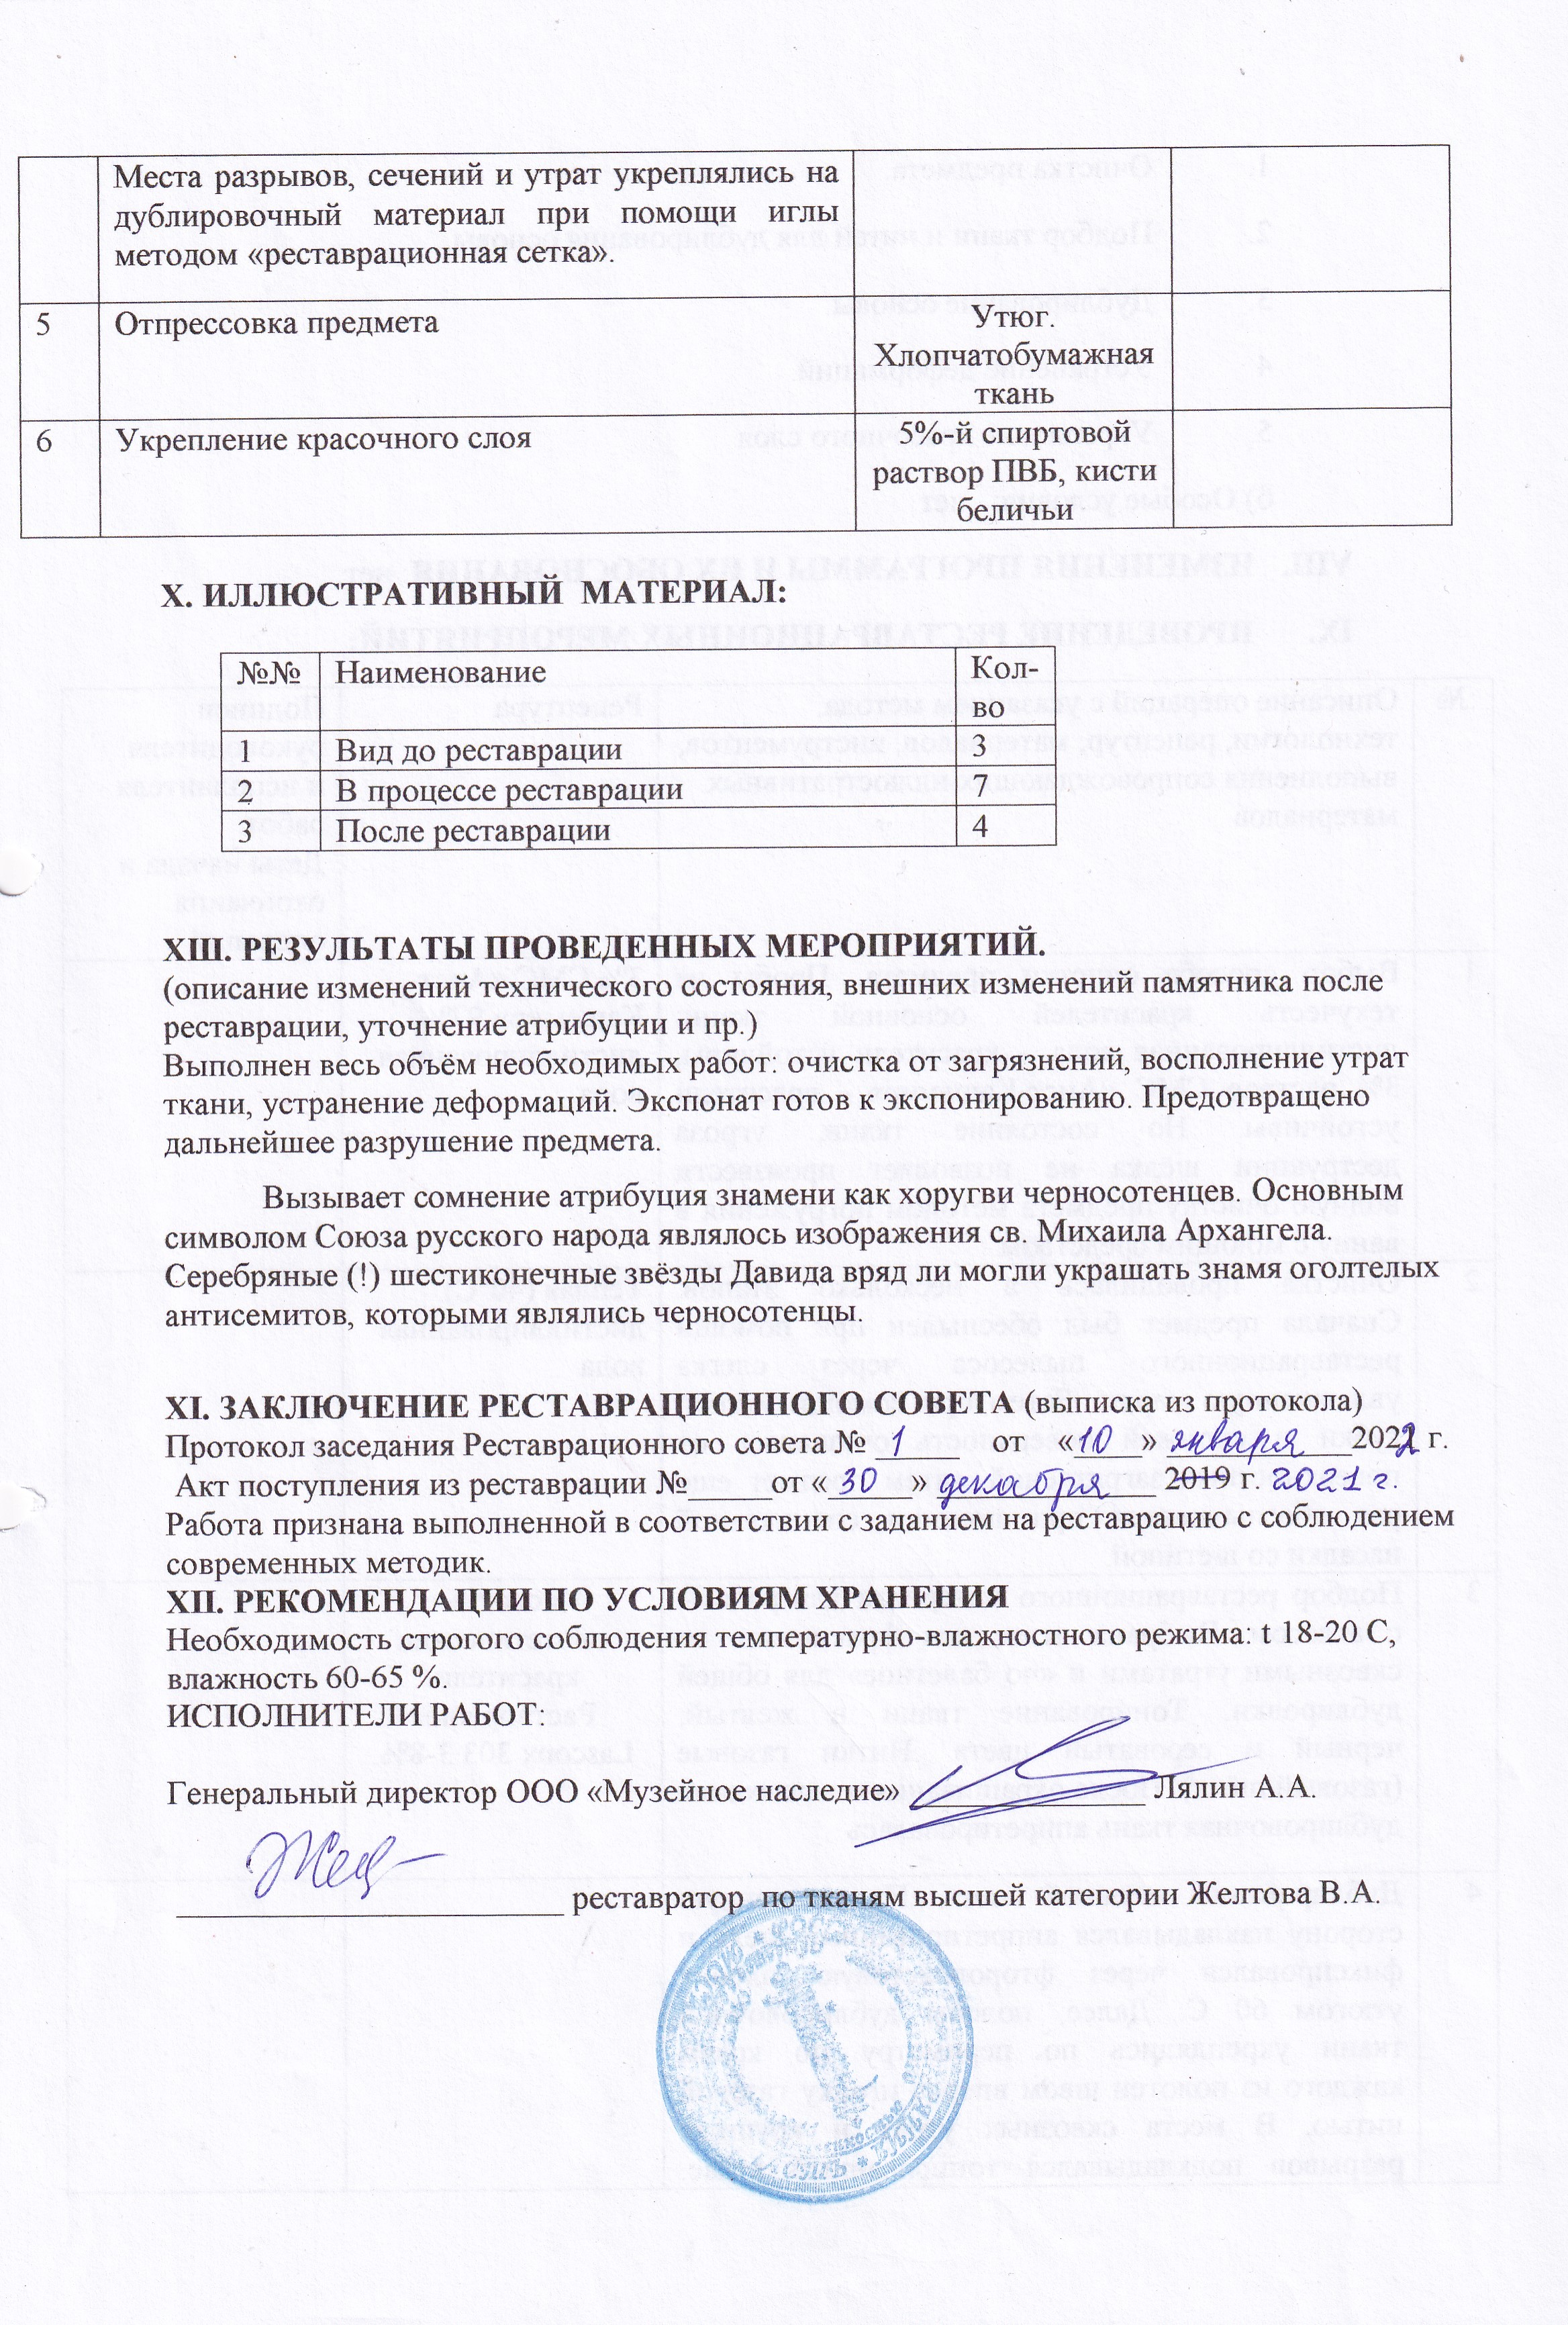 Места разрывов, сечений и утрат укреплялись на
дублировочный материал при помощи иглы
методом «реставрационная сетка».
5 Отпрессовка предмета Утюг.
Хлопчатобумажная
ткань
6 Укрепление красочного слоя 5%-й спиртовой
раствор ПВБ, кисти
беличьи
X. ИЛЛЮСТРАТИВНЫЙ МАТЕРИАЛ:
№№ Наименование Кол-
во
1 Вид до реставрации 3
2 В процессе реставрации 7
3 После реставрации 4
XШ. РЕЗУЛЬТАТЫ ПРОВЕДЕННЫХ МЕРОПРИЯТИЙ.
(описание изменений технического состояния, внешних изменений памятника после
реставрации, уточнение атрибуции и пр.)
Выполнен весь объём необходимых работ: очистка от загрязнений, восполнение утрат
ткани, устранение деформаций. Экспонат готов к экспонированию. Предотвращено
дальнейшее разрушение предмета.
Вызывает сомнение атрибуция знамени как хоругви черносотенцев. Основным
символом Союза русского народа являлось изображения св. Михаила Архангела.
Серебряные (!) шестиконечные звёзды Давида вряд ли могли украшать знамя оголтелых
антисемитов, которыми являлись черносотенцы.
XI. ЗАКЛЮЧЕНИЕ РЕСТАВРАЦИОННОГО СОВЕТА (выписка из протокола)
Протокол заседания Реставрационного совета № 1 от «10» января 2022 г.
Акт поступления из реставрации №_____от «30» декабря 2019 г. 2021 г.
Работа признана выполненной в соответствии с заданием на реставрацию с соблюдением
современных методик.
XП. РЕКОМЕНДАЦИИ ПО УСЛОВИЯМ ХРАНЕНИЯ
Необходимость строгого соблюдения температурно-влажностного режима: t 18-20 С,
влажность 60-65 %.
ИСПОЛНИТЕЛИ РАБОТ:
Генеральный директор ООО «Музейное наследие» ______________ Лялин А.А.
_______________________ реставратор по тканям высшей категории Желтова В.А.